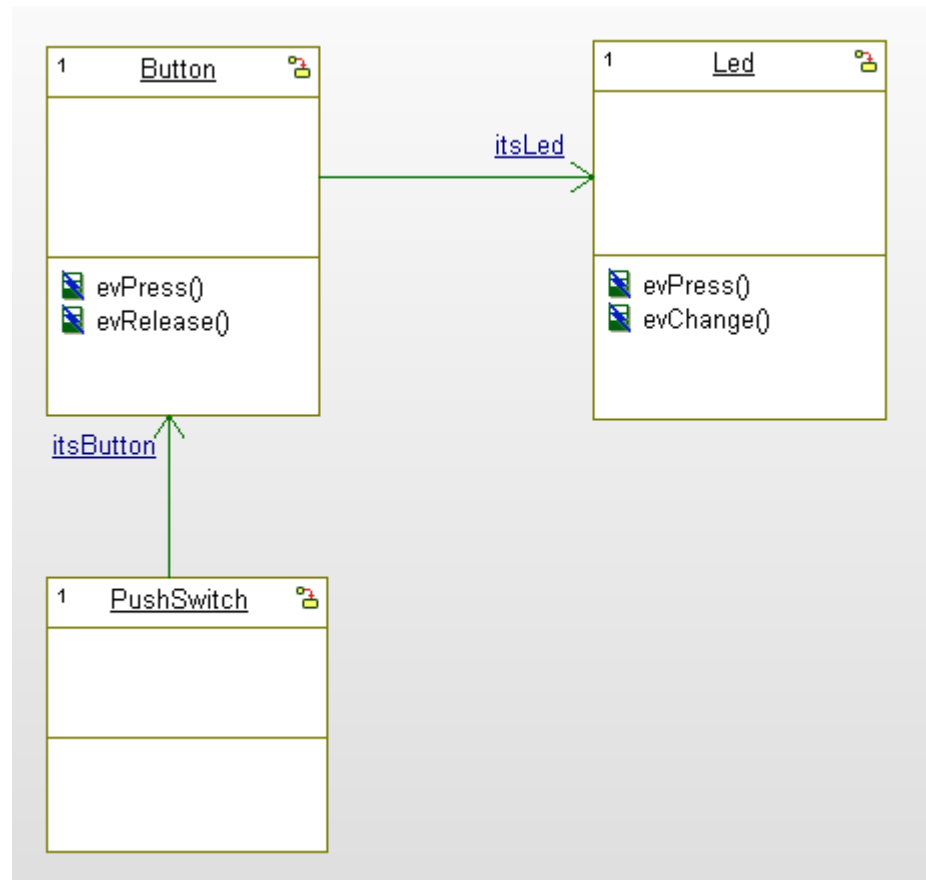 1 Button
evPress()
evRelease()
itsLed
1 Led
evPress()
evChange()
itsButton
1 PushSwitch